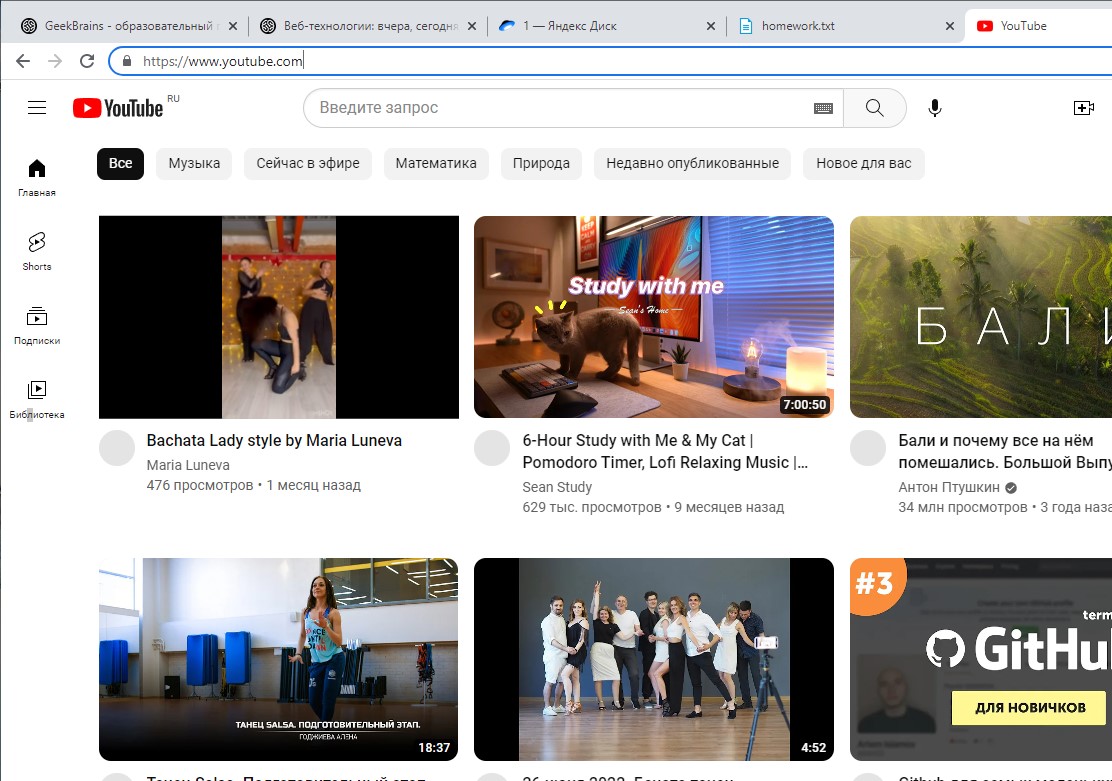 GeekBrains - образовательный
Веб-технологии: вчера, сегодня
1 — Яндекс Диск
homework.txt
YouTube
https://www.youtube.com
YouTube RU
Введите запрос
Все
Музыка
Сейчас в эфире
Математика
Природа
Недавно опубликованные
Новое для вас
Главная
Shorts
Подписки
Библиотека
Study with me
Sean's Home
7:00:50
БАЛИ
Bachata Lady style by Maria Luneva
Maria Luneva
476 просмотров • 1 месяц назад
6-Hour Study with Me & My Cat |
Pomodoro Timer, Lofi Relaxing Music |...
Sean Study
629 тыс. просмотров • 9 месяцев назад
Бали и почему все на нём
помешались. Большой Выпу
Антон Птушкин
34 млн просмотров • 3 года наза
ТАНЕЦ SALSA. ПОДГОТОВИТЕЛЬНЫЙ ЭТАП.
ГОДЖИЕВА АЛЕНА
18:37
4:52
#3
term
GitHu
ДЛЯ НОВИЧКОВ